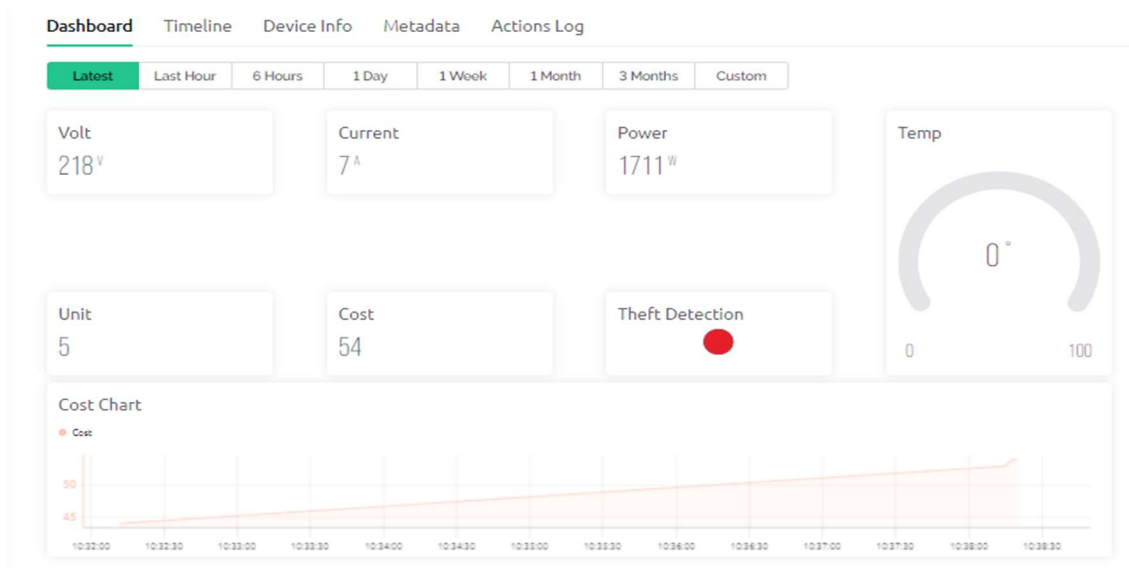 Dashboard Timeline Device Info Metadata Actions Log
Latest Last Hour 6 Hours 1 Day 1 Week 1 Month 3 Months Custom
Volt Current Power Temp
218 V 7 A 1711 W
0°
Unit Cost Theft Detection
5 54
0 100
Cost Chart
Cost
50
45
10:32:00 10:32:30 10:33:00 10:33:30 10:34:00 10:34:30 10:35:00 10:35:30 10:36:00 10:36:30 10:37:00 10:37:30 10:38:00 10:38:30